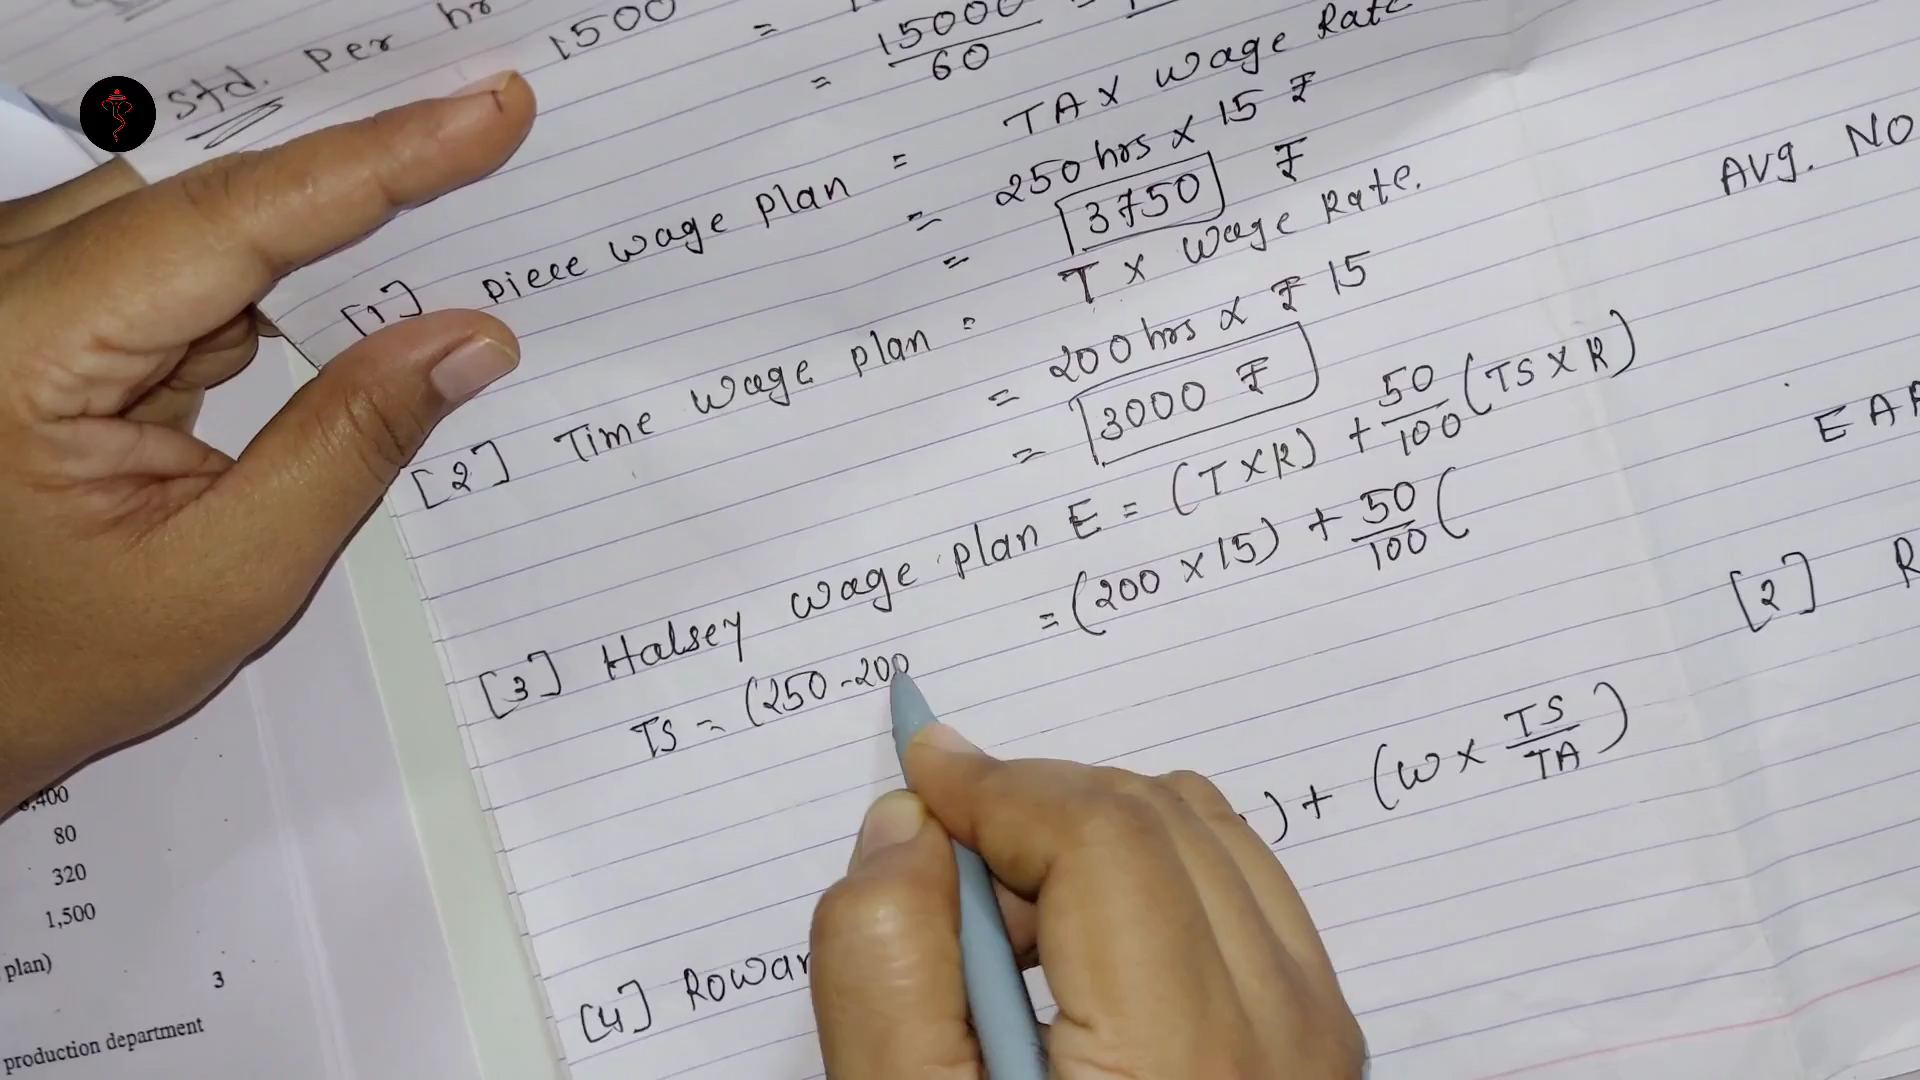 Std. Per hr 1500 =
= 15000/60 =
[1] Piece wage plan = TA x wage Rate
= 250 hrs x 15 ₹
= 3750 ₹
[2] Time wage plan = T x wage Rate.
= 200 hrs x ₹ 15
= 3000 ₹
[3] Halsey wage plan E = (T x R) + 50/100 (TS x R)
= (200 x 15) + 50/100 (
TS = (250 - 200
) + (W x TS/TA)
[4] Rowan
Avg. NO
EAR
[2] R
80
320
1,500
plan)
3
production department